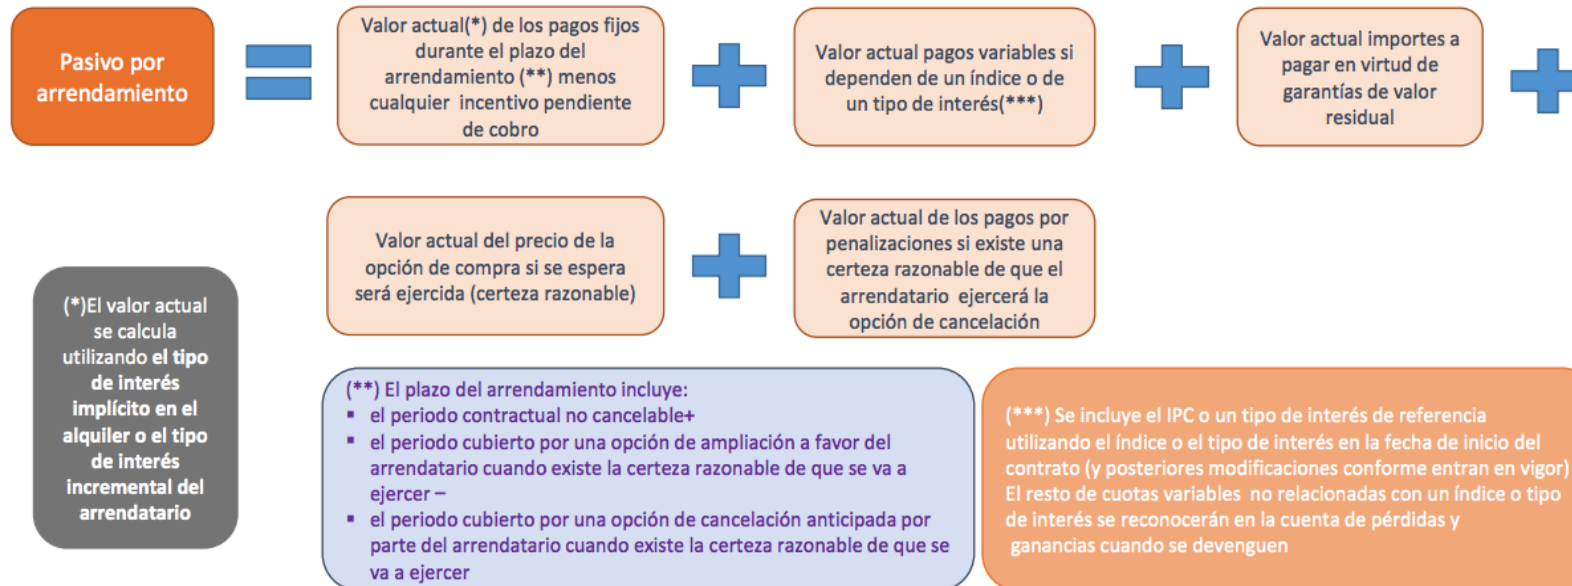 Pasivo por
arrendamiento
Valor actual(*) de los pagos fijos
durante el plazo del
arrendamiento (**) menos
cualquier incentivo pendiente
de cobro
Valor actual pagos variables si
dependen de un índice o de
un tipo de interés(***)
Valor actual importes a
pagar en virtud de
garantías de valor
residual
Valor actual del precio de la
opción de compra si se espera
será ejercida (certeza razonable)
Valor actual de los pagos por
penalizaciones si existe una
certeza razonable de que el
arrendatario ejercerá la
opción de cancelación
(*)El valor actual
se calcula
utilizando el tipo
de interés
implícito en el
alquiler o el tipo
de interés
incremental del
arrendatario
(**) El plazo del arrendamiento incluye:
▪ el periodo contractual no cancelable+
▪ el periodo cubierto por una opción de ampliación a favor del
arrendatario cuando existe la certeza razonable de que se va a
ejercer –
▪ el periodo cubierto por una opción de cancelación anticipada por
parte del arrendatario cuando existe la certeza razonable de que se
va a ejercer
(***) Se incluye el IPC o un tipo de interés de referencia
utilizando el índice o el tipo de interés en la fecha de inicio del
contrato (y posteriores modificaciones conforme entran en vigor)
El resto de cuotas variables no relacionadas con un índice o tipo
de interés se reconocerán en la cuenta de pérdidas y
ganancias cuando se devenguen